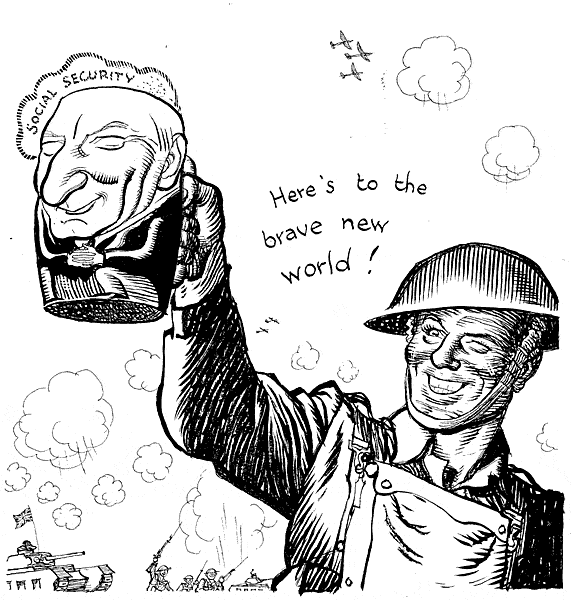 SOCIAL SECURITY
Here's to the
brave new
world!